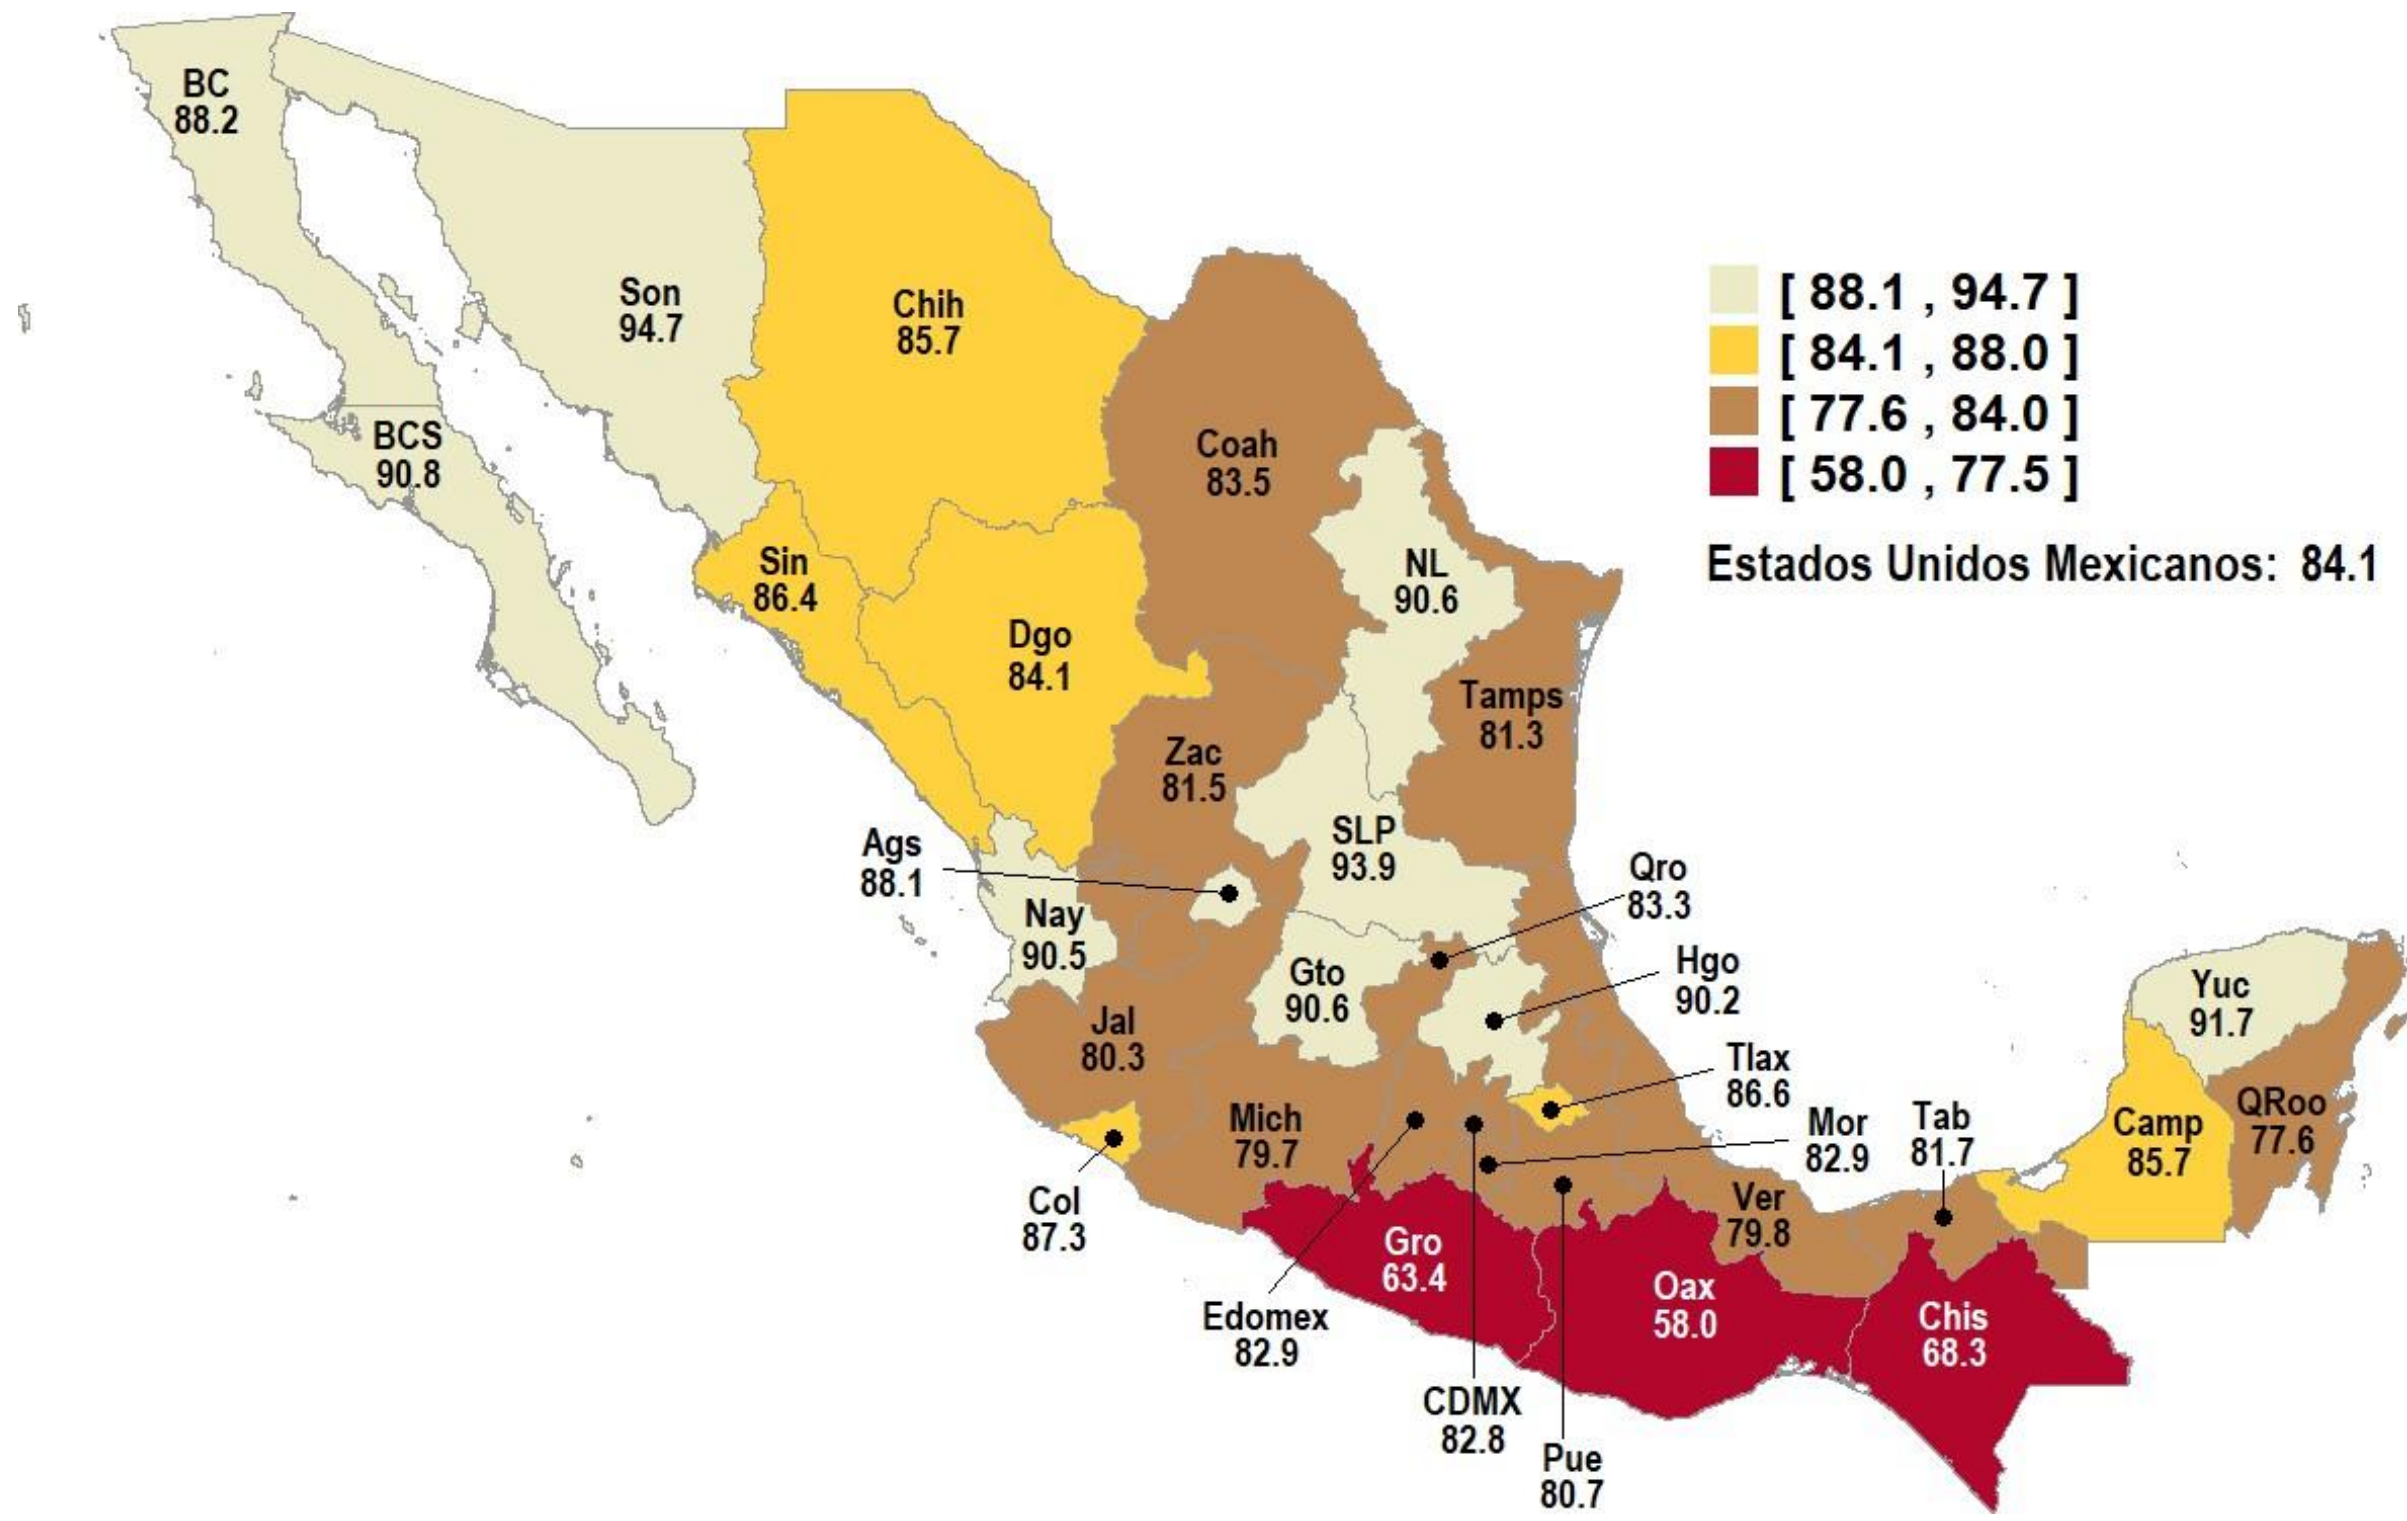 BC
88.2
Son
94.7
Chih
85.7
BCS
90.8
Coah
83.5
[ 88.1 , 94.7 ]
[ 84.1 , 88.0 ]
[ 77.6 , 84.0 ]
[ 58.0 , 77.5 ]
Estados Unidos Mexicanos: 84.1
Sin
86.4
NL
90.6
Dgo
84.1
Tamps
81.3
Zac
81.5
SLP
93.9
Ags
88.1
Qro
83.3
Nay
90.5
Gto
90.6
Hgo
90.2
Yuc
91.7
Jal
80.3
Tlax
86.6
Mich
79.7
Mor
82.9
Tab
81.7
Camp
85.7
QRoo
77.6
Col
87.3
Ver
79.8
Gro
63.4
Oax
58.0
Chis
68.3
Edomex
82.9
CDMX
82.8
Pue
80.7